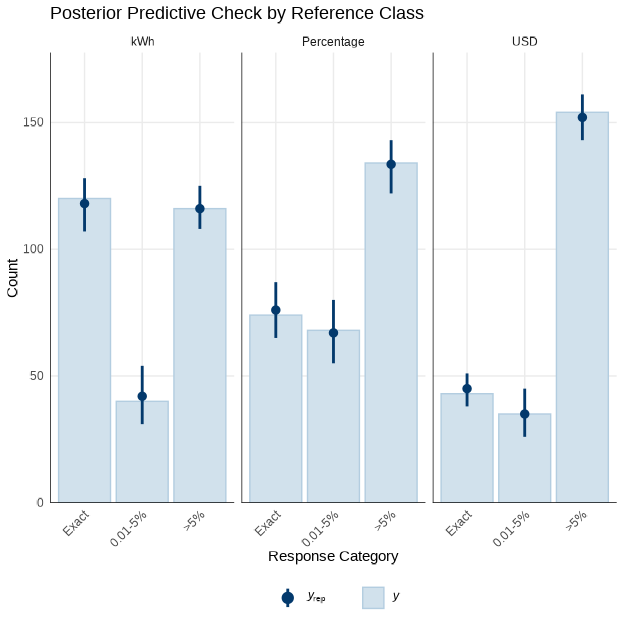 Posterior Predictive Check by Reference Class
kWh Percentage USD
150
100
50
0
Count
Exact 0.01-5% >5% Exact 0.01-5% >5% Exact 0.01-5% >5%
Response Category
yrep y